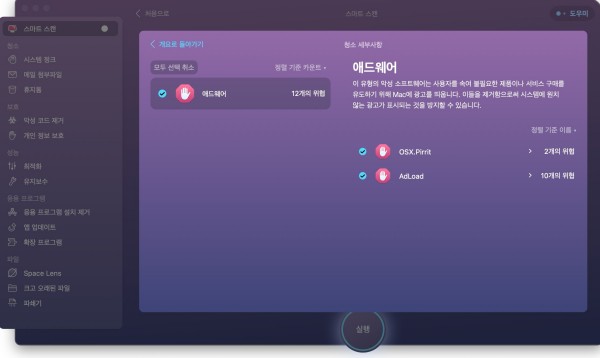 스마트 스캔
처음으로
스마트 스캔
도우미
청소
시스템 정크
메일 첨부파일
휴지통
보호
악성 코드 제거
개인 정보 보호
성능
최적화
유지보수
응용 프로그램
응용 프로그램 설치 제거
앱 업데이트
확장 프로그램
파일
Space Lens
크고 오래된 파일
파쇄기
개요로 돌아가기
청소 세부사항
모두 선택 취소
정렬 기준 카운트
애드웨어
12개의 위협
애드웨어
이 유형의 악성 소프트웨어는 사용자를 속여 불필요한 제품이나 서비스 구매를
유도하기 위해 Mac에 광고를 띄웁니다. 이들을 제거함으로써 시스템에 원치
않는 광고가 표시되는 것을 방지할 수 있습니다.
정렬 기준 이름
OSX.Pirrit
2개의 위협
AdLoad
10개의 위협
실행